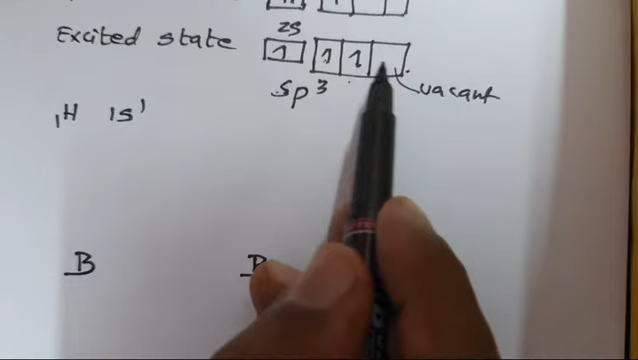 2s
Excited state 1 1 1
sp³ vacant
₁H 1s¹
B B